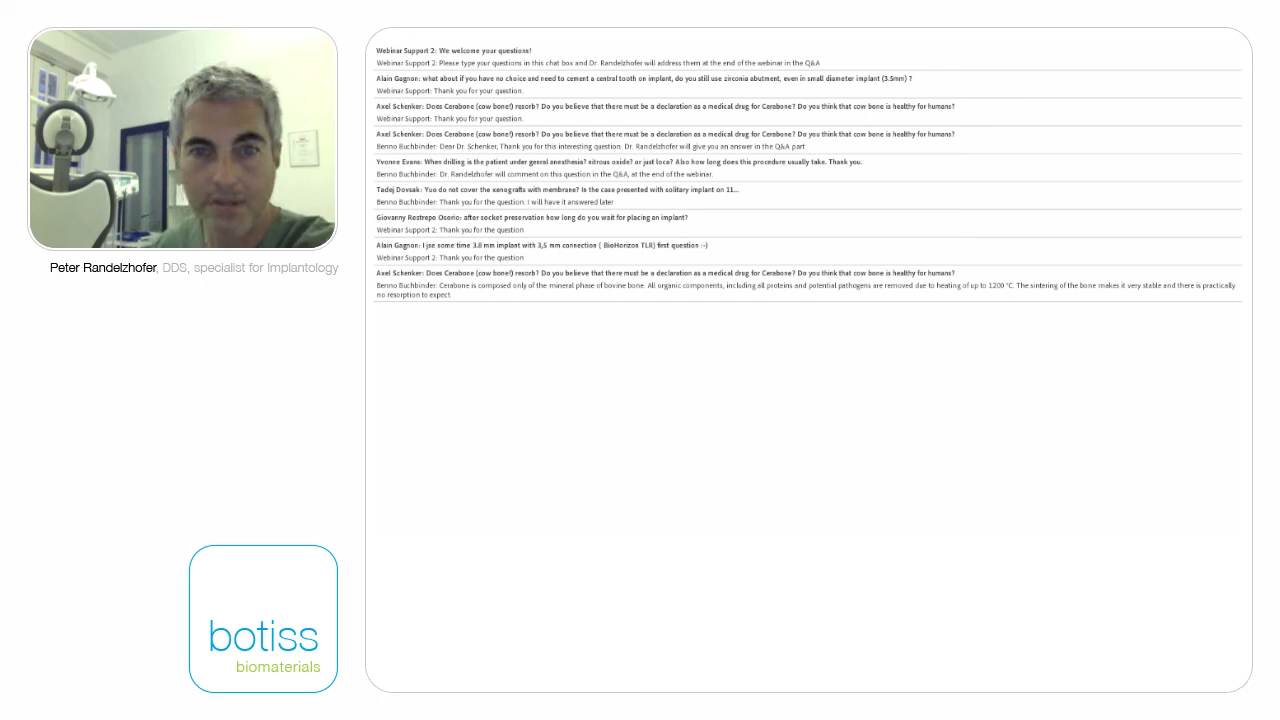 Webinar Support 2: We welcome your questions!
Webinar Support 2: Please type your questions in this chat box and Dr. Randelzhofer will address them at the end of the webinar in the Q&A
Alain Gagnon: what about if you have no choice and need to cement a central tooth on implant, do you still use zirconia abutment, even in small diameter implant (3.5mm) ?
Webinar Support: Thank you for your question.
Axel Schenker: Does Cerabone (cow bone!) resorb? Do you believe that there must be a declaration as a medical drug for Cerabone? Do you think that cow bone is healthy for humans?
Webinar Support: Thank you for your question.
Axel Schenker: Does Cerabone (cow bone!) resorb? Do you believe that there must be a declaration as a medical drug for Cerabone? Do you think that cow bone is healthy for humans?
Benno Buchbinder: Dear Dr. Schenker, Thank you for this interesting question. Dr. Randelzhofer will give you an answer in the Q&A part
Yvonne Evans: When drilling is the patient under genral anesthesia? nitrous oxide? or just loca? Also how long does this procedure usually take. Thank you.
Benno Buchbinder: Dr. Randelzhofer will comment on this question in the Q&A, at the end of the webinar.
Tadej Dovsak: Yuo do not cover the xenografts with membrane? In the case presented with solitary implant on 11...
Benno Buchbinder: Thank you for the question. I will have it answered later
Giovanny Restrepo Osorio: after socket preservation how long do you wait for placing an implant?
Webinar Support 2: Thank you for the question
Alain Gagnon: I jse some time 3.8 mm implant with 3,5 mm connection ( BioHorizon TLR) first question :-)
Webinar Support 2: Thank you for the question
Axel Schenker: Does Cerabone (cow bone!) resorb? Do you believe that there must be a declaration as a medical drug for Cerabone? Do you think that cow bone is healthy for humans?
Benno Buchbinder: Cerabone is composed only of the mineral phase of bovine bone. All organic components, including all proteins and potential pathogens are removed due to heating of up to 1200 °C. The sintering of the bone makes it very stable and there is practically
no resorption to expect.
Peter Randelzhofer, DDS, specialist for Implantology
botiss
biomaterials